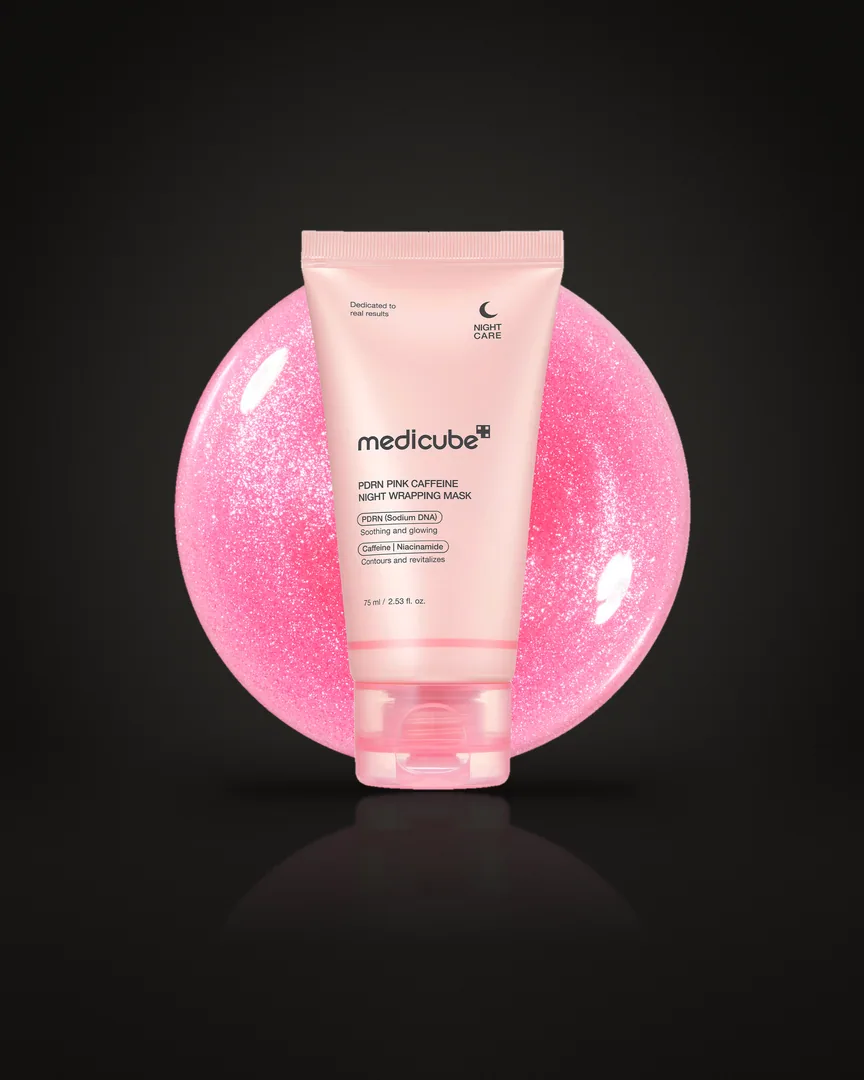 Dedicated to
real results
NIGHT
CARE
medicube
PDRN PINK CAFFEINE
NIGHT WRAPPING MASK
PDRN (Sodium DNA)
Soothing and glowing
Caffeine | Niacinamide
Contours and revitalizes
75 ml / 2.53 fl. oz.